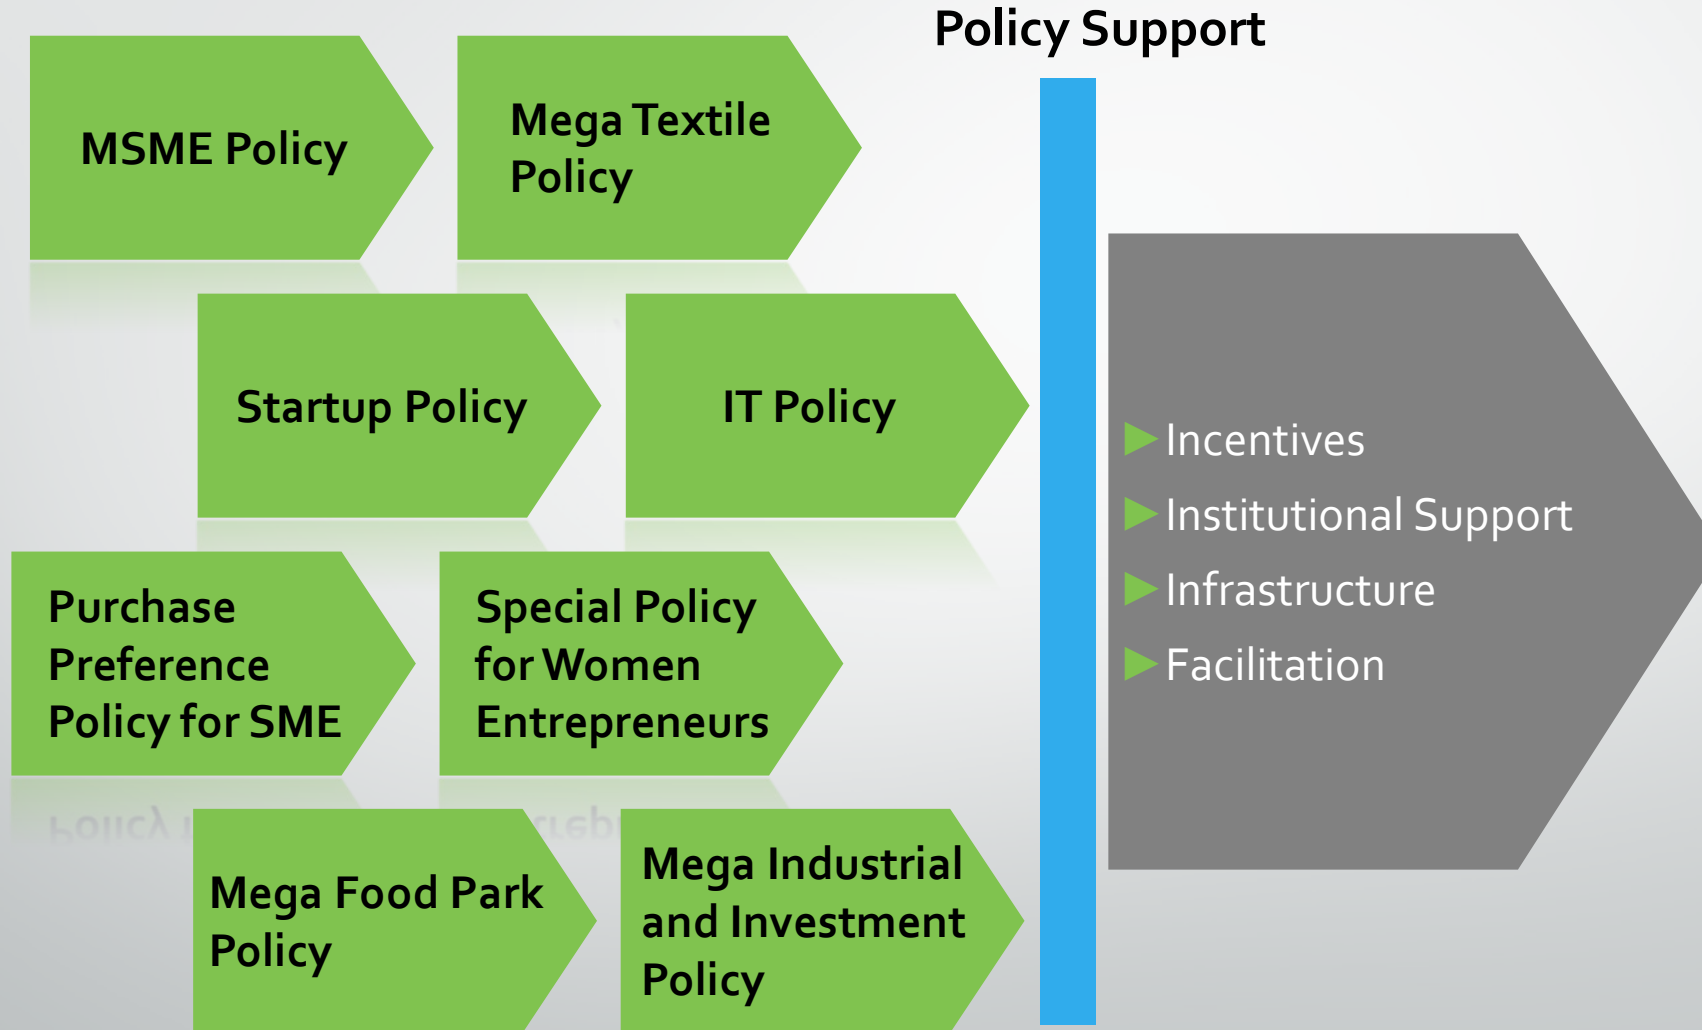 Policy Support
MSME Policy
Mega Textile
Policy
Startup Policy
IT Policy
Purchase
Preference
Policy for SME
Special Policy
for Women
Entrepreneurs
Mega Food Park
Policy
Mega Industrial
and Investment
Policy
Incentives
Institutional Support
Infrastructure
Facilitation